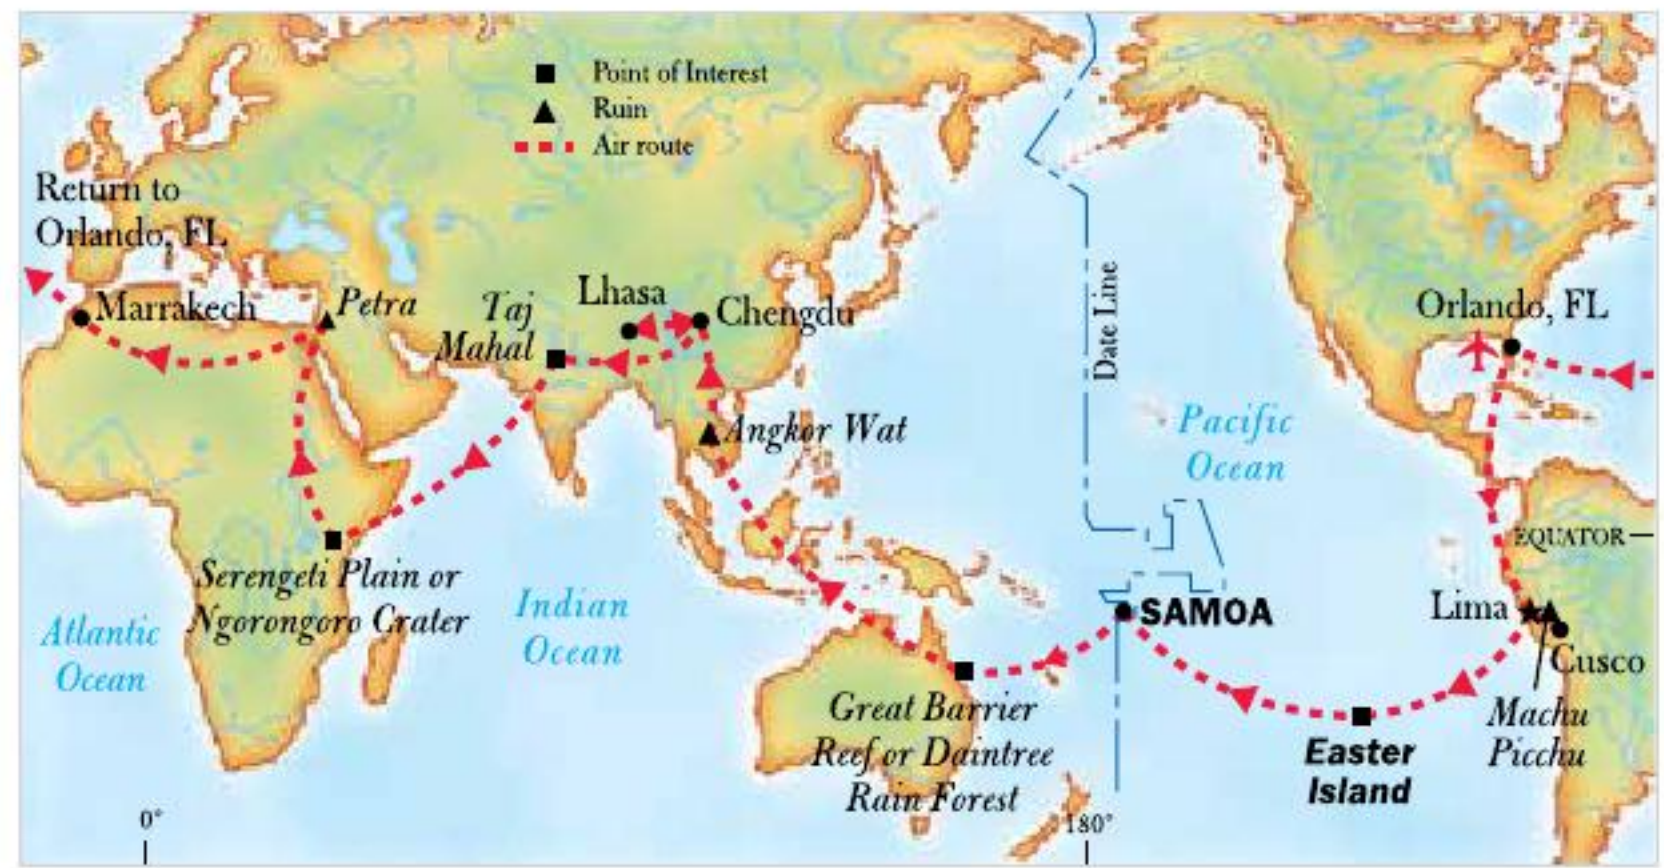 Point of Interest
Ruin
Air route
Return to
Orlando, FL
Marrakech
Petra
Taj
Mahal
Lhasa
Chengdu
Angkor Wat
Date Line
Pacific
Ocean
Orlando, FL
EQUATOR
Serengeti Plain or
Ngorongoro Crater
Atlantic
Ocean
Indian
Ocean
SAMOA
Lima
Cusco
Machu
Picchu
Great Barrier
Reef or Daintree
Rain Forest
Easter
Island
0°
180°